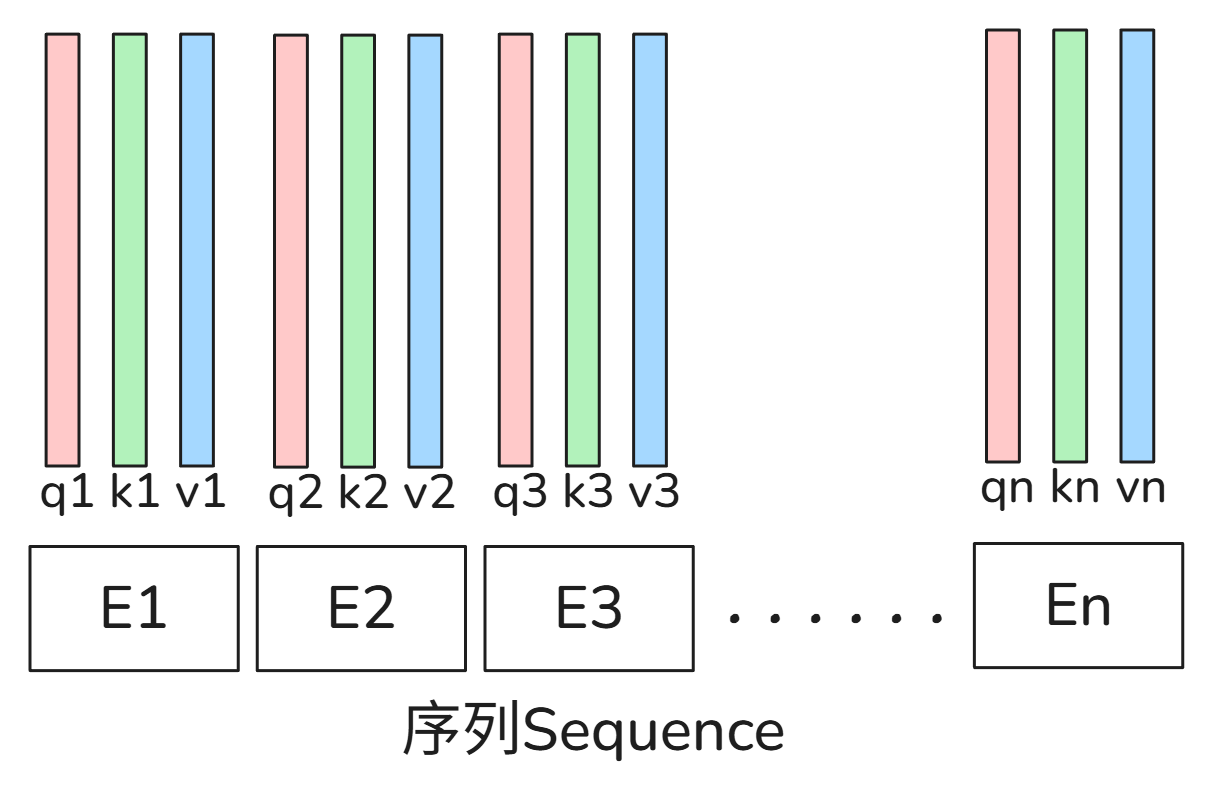 q1 k1 v1 q2 k2 v2 q3 k3 v3 qn kn vn
E1 E2 E3 ...... En
序列Sequence